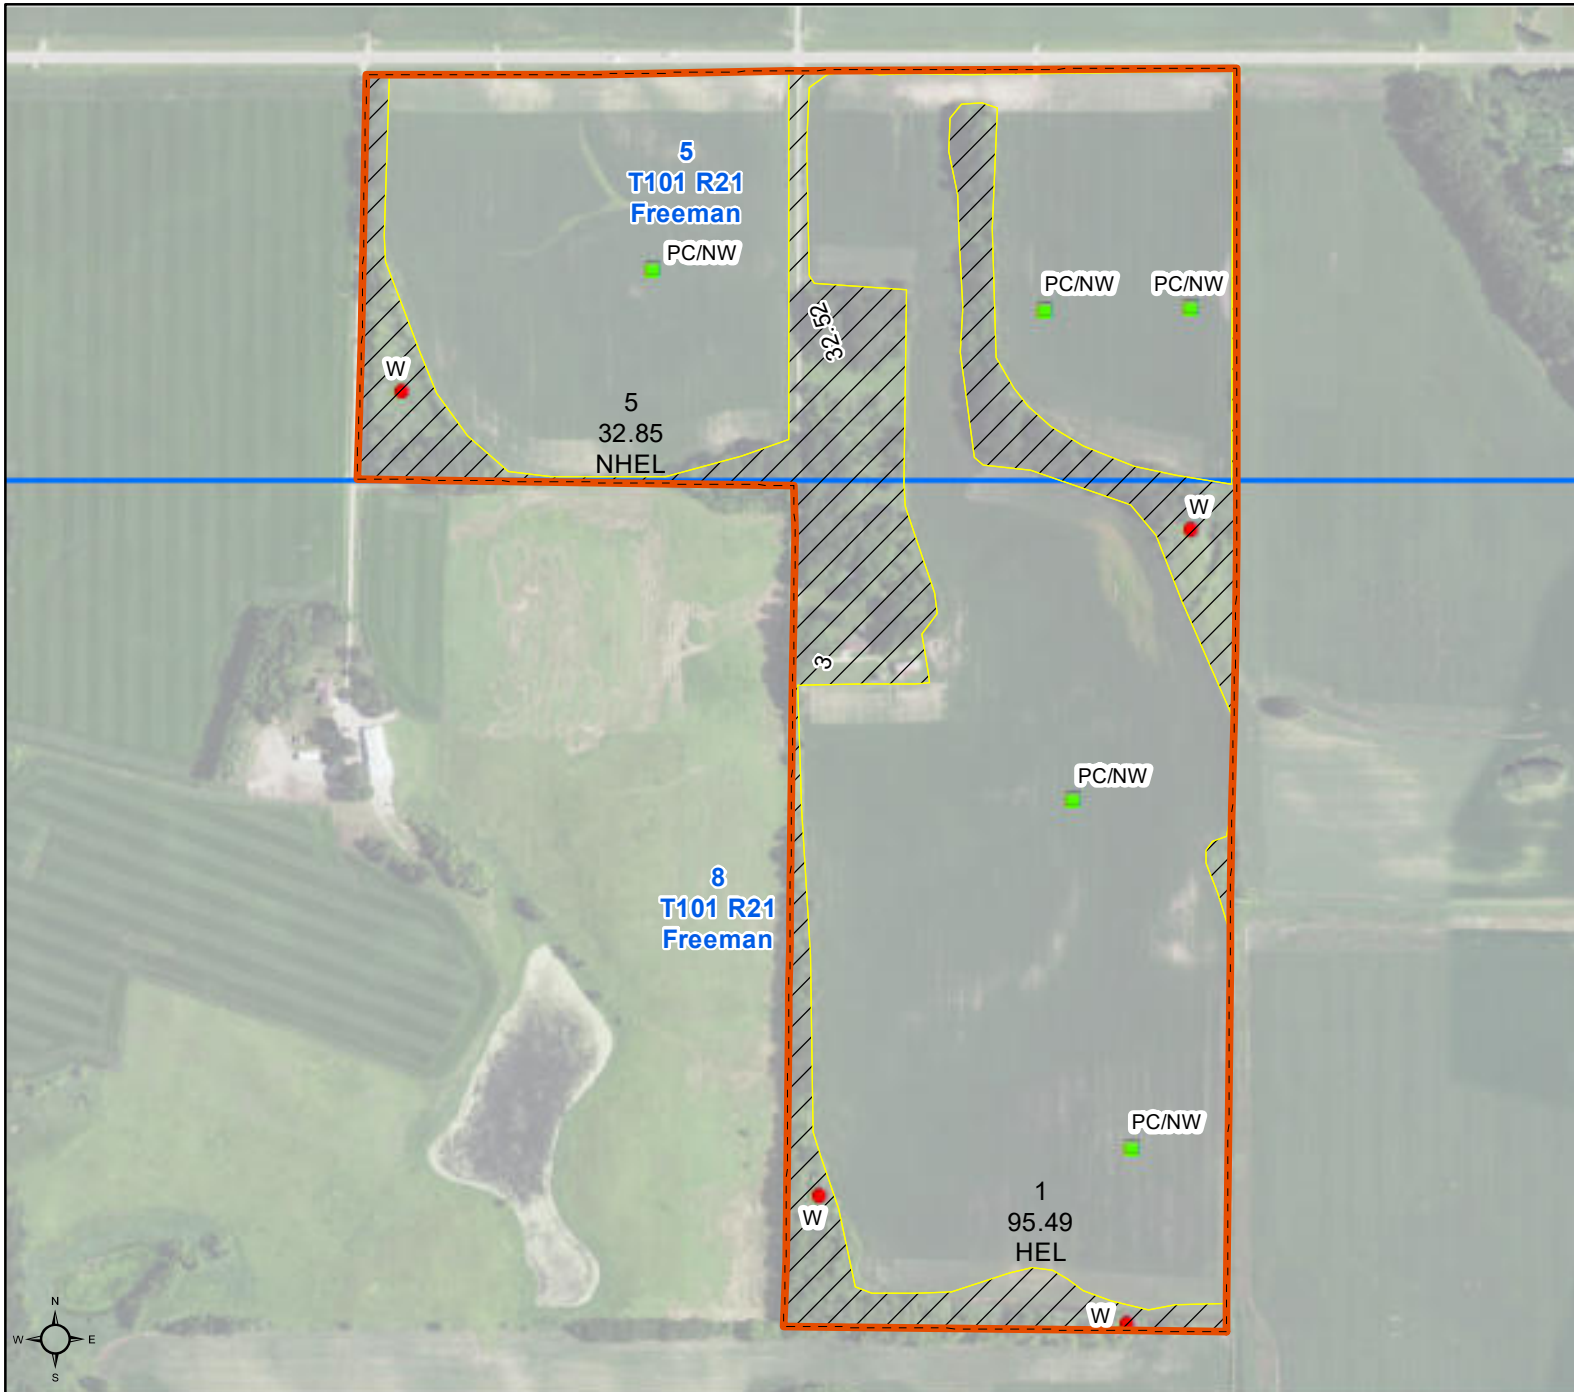 5
T101 R21
Freeman
PC/NW
PC/NW
PC/NW
32.52
W
5
32.85
NHEL
W
3
PC/NW
8
T101 R21
Freeman
PC/NW
1
95.49
HEL
W
W
N
W
E
S